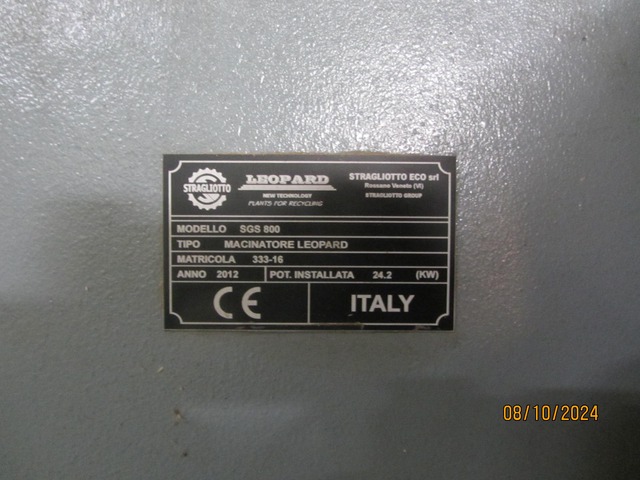 STRAGLIOTTO
LEOPARD
NEW TECHNOLOGY
PLANTS FOR RECYCLING
STRAGLIOTTO ECO srl
Rossano Veneto (VI)
STRAGLIOTTO GROUP
MODELLO SGS 800
TIPO MACINATORE LEOPARD
MATRICOLA 333-16
ANNO 2012 POT. INSTALLATA 24.2 (KW)
CE ITALY
08/10/2024